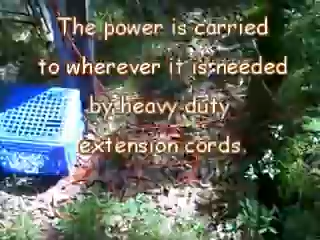 The power is carried
to wherever it is needed
by heavy duty
extension cords.